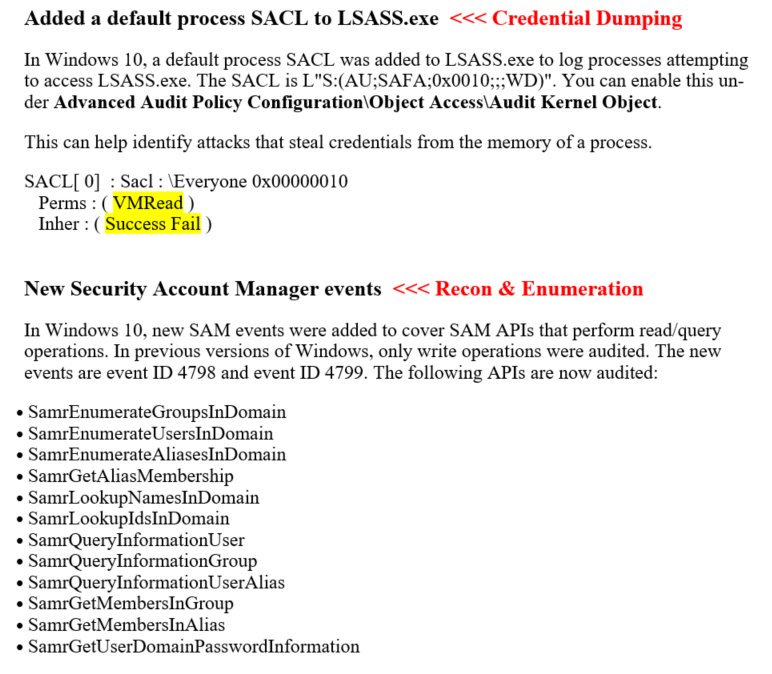 Added a default process SACL to LSASS.exe <<< Credential Dumping
In Windows 10, a default process SACL was added to LSASS.exe to log processes attempting
to access LSASS.exe. The SACL is L"S:(AU;SAFA;0x0010;;;WD)". You can enable this un-
der Advanced Audit Policy Configuration\Object Access\Audit Kernel Object.
This can help identify attacks that steal credentials from the memory of a process.
SACL[ 0] : Sacl : \Everyone 0x00000010
Perms : ( VMRead )
Inher : ( Success Fail )
New Security Account Manager events <<< Recon & Enumeration
In Windows 10, new SAM events were added to cover SAM APIs that perform read/query
operations. In previous versions of Windows, only write operations were audited. The new
events are event ID 4798 and event ID 4799. The following APIs are now audited:
• SamrEnumerateGroupsInDomain
• SamrEnumerateUsersInDomain
• SamrEnumerateAliasesInDomain
• SamrGetAliasMembership
• SamrLookupNamesInDomain
• SamrLookupIdsInDomain
• SamrQueryInformationUser
• SamrQueryInformationGroup
• SamrQueryInformationUserAlias
• SamrGetMembersInGroup
• SamrGetMembersInAlias
• SamrGetUserDomainPasswordInformation